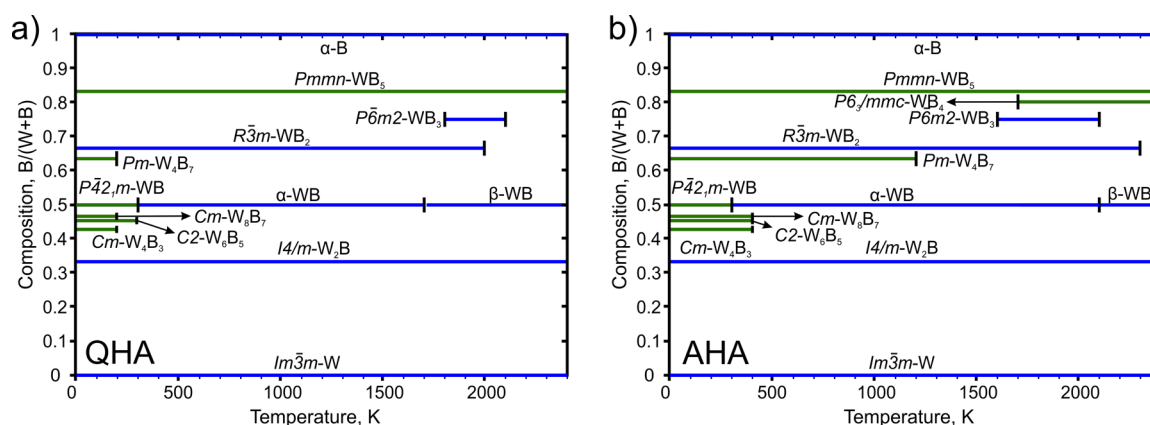 a)
Composition, B/(W+B)
1
0.9
0.8
0.7
0.6
0.5
0.4
0.3
0.2
0.1
0
α-B
Pmmn-WB₅
P6̄m2-WB₃
R3̄m-WB₂
Pm-W₄B₇
P4̄2₁m-WB
α-WB
β-WB
Cm-W₈B₇
C2-W₆B₅
Cm-W₄B₃
I4/m-W₂B
QHA
Im3̄m-W
0 500 1000 1500 2000
Temperature, K
b)
Composition, B/(W+B)
1
0.9
0.8
0.7
0.6
0.5
0.4
0.3
0.2
0.1
0
α-B
Pmmn-WB₅
P6₃/mmc-WB₄
P6̄m2-WB₃
R3̄m-WB₂
Pm-W₄B₇
P4̄2₁m-WB
α-WB
β-WB
Cm-W₈B₇
C2-W₆B₅
Cm-W₄B₃
I4/m-W₂B
AHA
Im3̄m-W
0 500 1000 1500 2000
Temperature, K